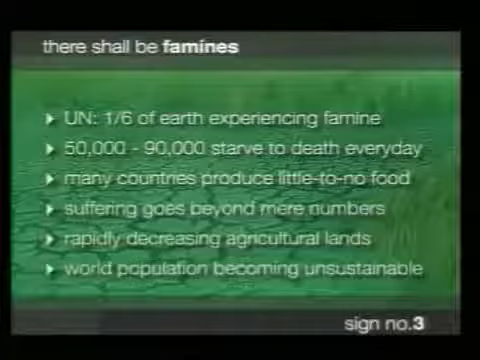 there shall be famines
UN: 1/6 of earth experiencing famine
50,000 - 90,000 starve to death everyday
many countries produce little-to-no food
suffering goes beyond mere numbers
rapidly decreasing agricultural lands
world population becoming unsustainable
sign no.3